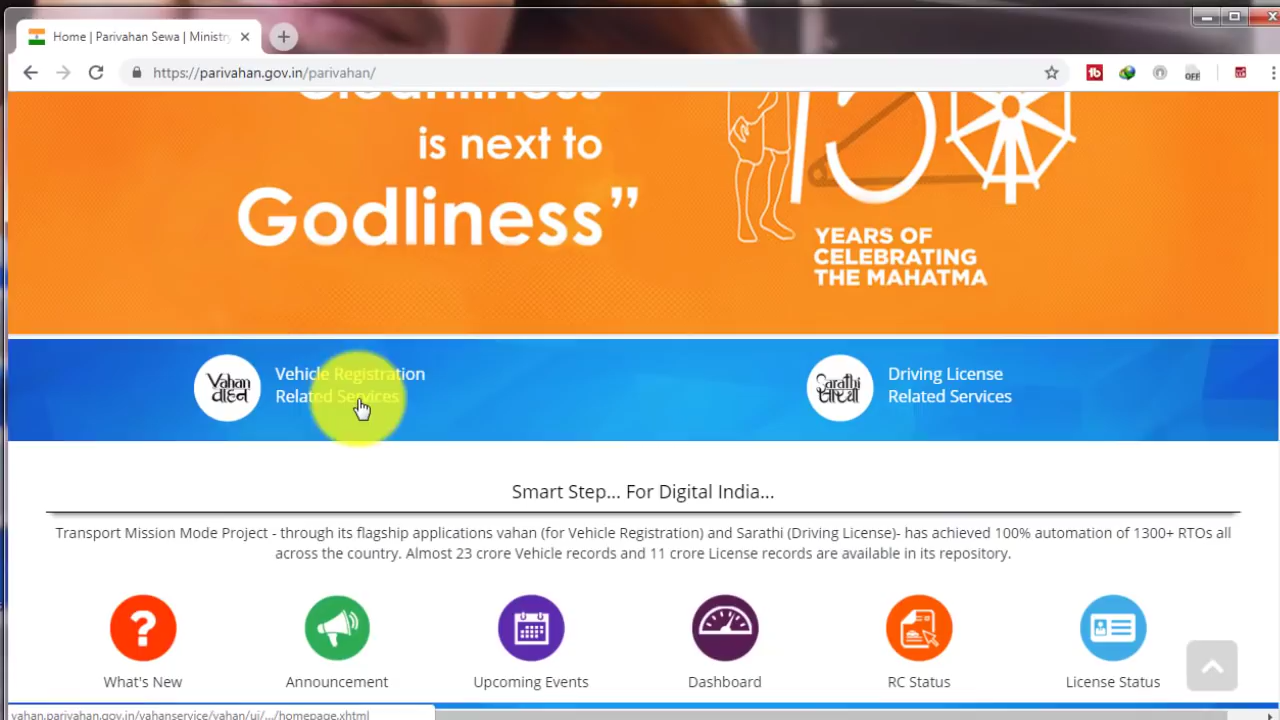 Home | Parivahan Sewa | Ministry
https://parivahan.gov.in/parivahan/
OFF
Cleanliness
is next to
Godliness”
150
YEARS OF
CELEBRATING
THE MAHATMA
Vahan
वाहन
Vehicle Registration
Related Services
Sarathi
सारथी
Driving License
Related Services
Smart Step... For Digital India...
Transport Mission Mode Project - through its flagship applications vahan (for Vehicle Registration) and Sarathi (Driving License)- has achieved 100% automation of 1300+ RTOs all
across the country. Almost 23 crore Vehicle records and 11 crore License records are available in its repository.
What's New
Announcement
Upcoming Events
Dashboard
RC Status
License Status
vahan.parivahan.gov.in/vahanservice/vahan/ui/.../homepage.xhtml